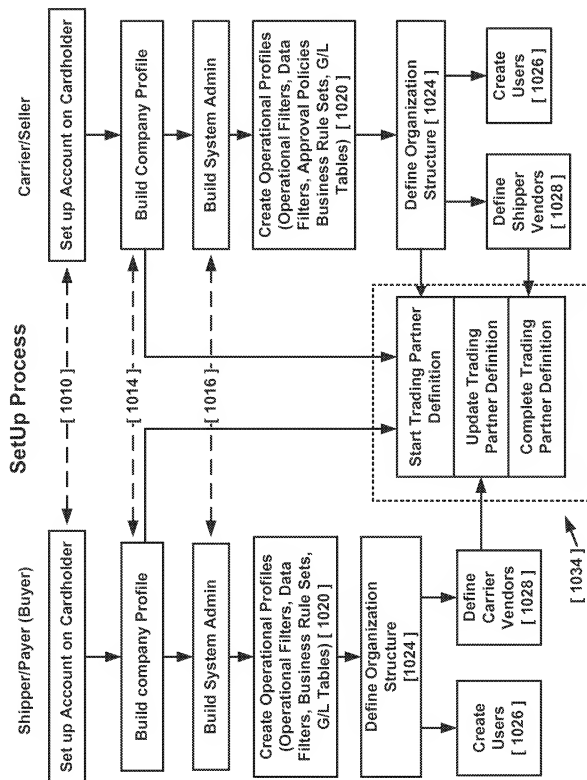 SetUp Process
Shipper/Payer (Buyer)
Carrier/Seller
Set up Account on Cardholder
[ 1010 ]
Set up Account on Cardholder
Build company Profile
[ 1014 ]
Build Company Profile
Build System Admin
[ 1016 ]
Build System Admin
Create Operational Profiles
(Operational Filters, Data
Filters, Business Rule Sets,
G/L Tables) [ 1020 ]
Create Operational Profiles
(Operational Filters, Data
Filters, Approval Policies
Business Rule Sets, G/L
Tables) [ 1020 ]
Define Organization
Structure
[1024 ]
Define Organization
Structure [ 1024 ]
Start Trading Partner
Definition
Update Trading
Partner Definition
Complete Trading
Partner Definition
Create
Users
[ 1026 ]
Define
Carrier
Vendors
[ 1028 ]
Define
Shipper
Vendors
[ 1028 ]
Create
Users
[ 1026 ]
[ 1034 ]